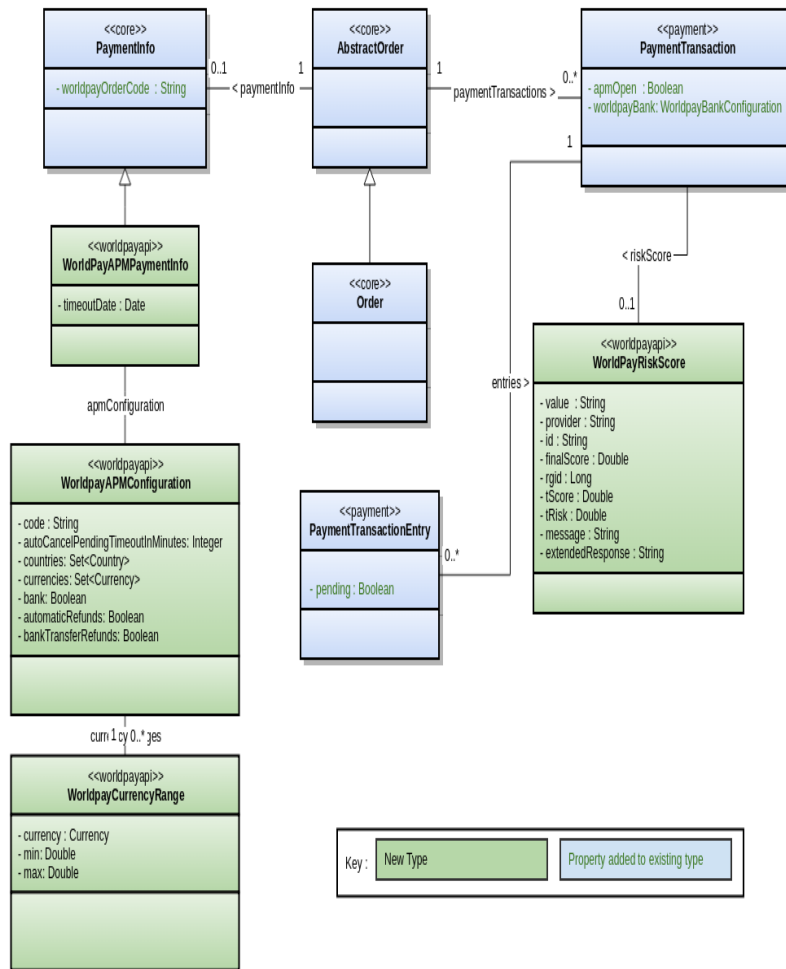 <<core>>
PaymentInfo
- worldpayOrderCode : String
0..1
< paymentInfo
1
<<core>>
AbstractOrder
1
paymentTransactions >
0..*
<<payment>>
PaymentTransaction
- apmOpen : Boolean
- worldpayBank: WorldpayBankConfiguration
1
<<worldpayapi>>
WorldPayAPMPaymentInfo
- timeoutDate : Date
<<core>>
Order
< riskScore
0..1
<<worldpayapi>>
WorldPayRiskScore
- value : String
- provider : String
- id : String
- finalScore : Double
- rgid : Long
- tScore : Double
- tRisk : Double
- message : String
- extendedResponse : String
entries >
apmConfiguration
<<worldpayapi>>
WorldpayAPMConfiguration
- code : String
- autoCancelPendingTimeoutInMinutes: Integer
- countries: Set<Country>
- currencies: Set<Currency>
- bank: Boolean
- automaticRefunds: Boolean
- bankTransferRefunds: Boolean
<<payment>>
PaymentTransactionEntry
- pending : Boolean
0..*
1
0..*
<<worldpayapi>>
WorldpayCurrencyRange
- currency : Currency
- min: Double
- max: Double
Key :
New Type
Property added to existing type